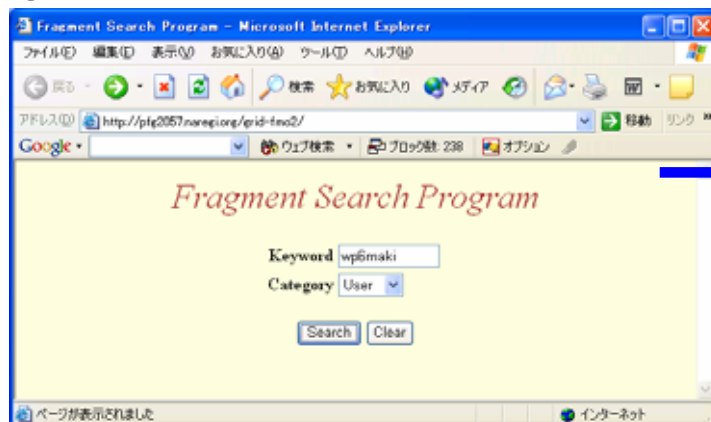 Fragment Search Program - Microsoft Internet Explorer
ファイル(F) 編集(E) 表示(V) お気に入り(A) ツール(T) ヘルプ(H)
戻る 検索 お気に入り メディア
アドレス(D) http://pfg2057.naregi.org/grid-fmo2/ 移動 リンク »
Google ウェブ検索 ブロック数: 238 オプション
Fragment Search Program
Keyword wp6maki
Category User
Search Clear
ページが表示されました インターネット